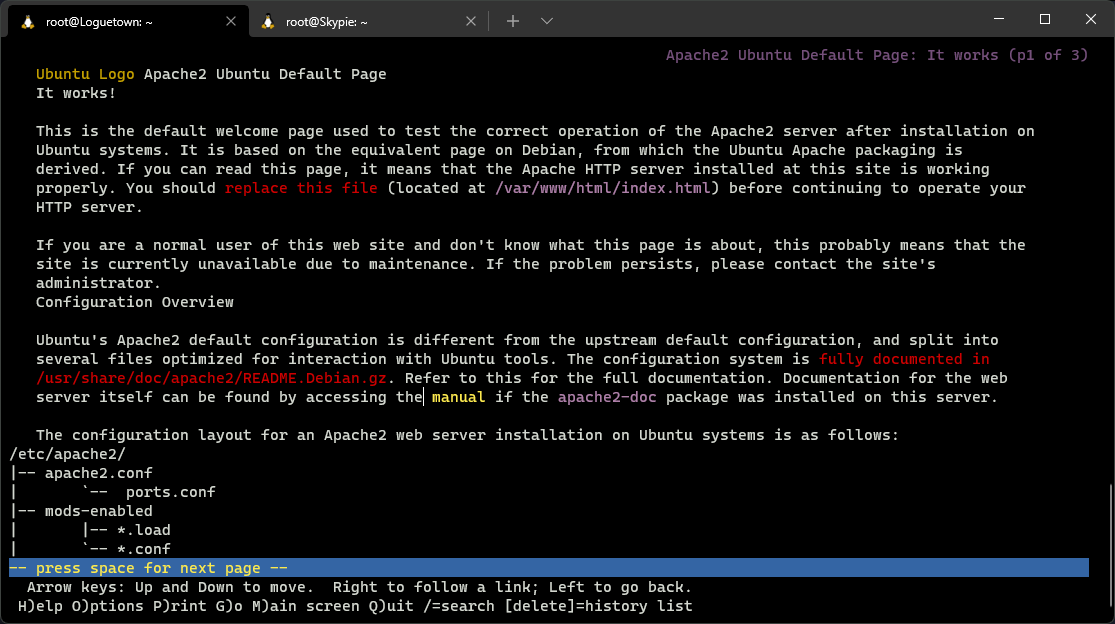 root@Loguetown: ~
root@Skypie: ~
Apache2 Ubuntu Default Page: It works (p1 of 3)
Ubuntu Logo Apache2 Ubuntu Default Page
It works!
This is the default welcome page used to test the correct operation of the Apache2 server after installation on
Ubuntu systems. It is based on the equivalent page on Debian, from which the Ubuntu Apache packaging is
derived. If you can read this page, it means that the Apache HTTP server installed at this site is working
properly. You should replace this file (located at /var/www/html/index.html) before continuing to operate your
HTTP server.
If you are a normal user of this web site and don't know what this page is about, this probably means that the
site is currently unavailable due to maintenance. If the problem persists, please contact the site's
administrator.
Configuration Overview
Ubuntu's Apache2 default configuration is different from the upstream default configuration, and split into
several files optimized for interaction with Ubuntu tools. The configuration system is fully documented in
/usr/share/doc/apache2/README.Debian.gz. Refer to this for the full documentation. Documentation for the web
server itself can be found by accessing the manual if the apache2-doc package was installed on this server.
The configuration layout for an Apache2 web server installation on Ubuntu systems is as follows:
/etc/apache2/
|-- apache2.conf
|       `--  ports.conf
|-- mods-enabled
|       |-- *.load
|       `-- *.conf
-- press space for next page --
Arrow keys: Up and Down to move.  Right to follow a link; Left to go back.
H)elp O)ptions P)rint G)o M)ain screen Q)uit /=search [delete]=history list